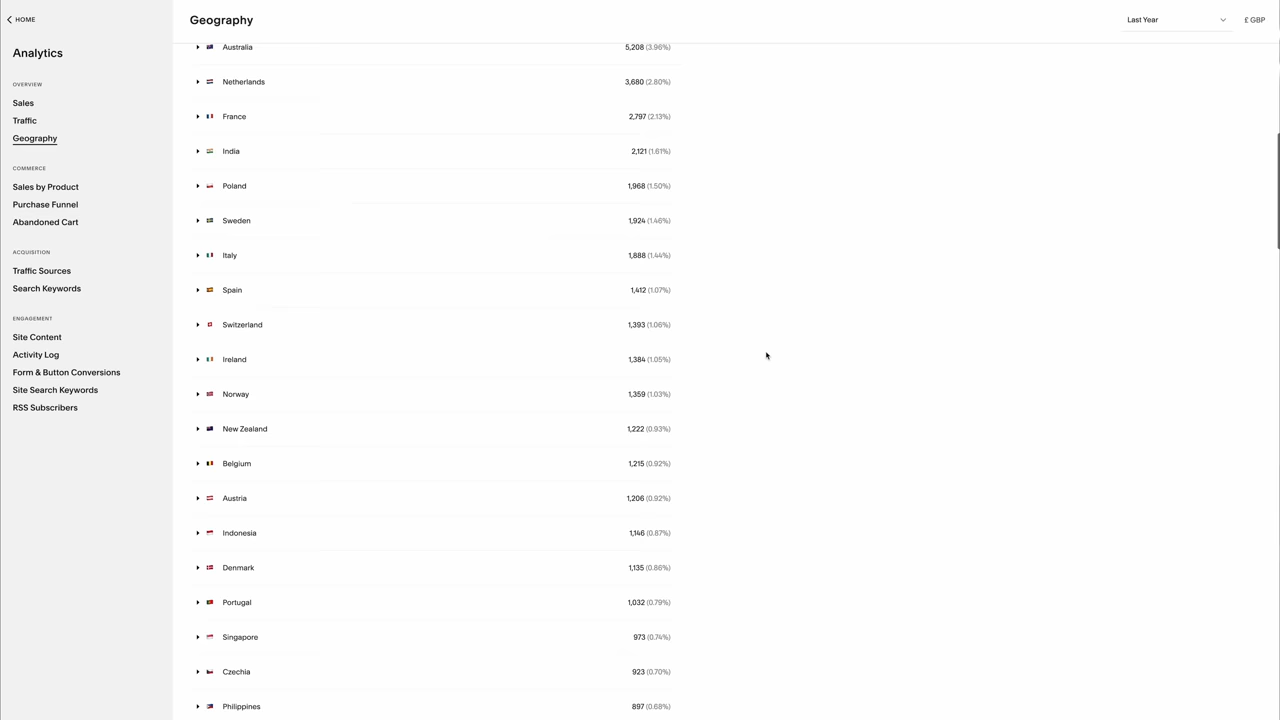 HOME
Geography
Last Year
£ GBP
Analytics
OVERVIEW
Sales
Traffic
Geography
COMMERCE
Sales by Product
Purchase Funnel
Abandoned Cart
ACQUISITION
Traffic Sources
Search Keywords
ENGAGEMENT
Site Content
Activity Log
Form & Button Conversions
Site Search Keywords
RSS Subscribers
Australia 5,208 (3.96%)
Netherlands 3,680 (2.80%)
France 2,797 (2.13%)
India 2,121 (1.61%)
Poland 1,968 (1.50%)
Sweden 1,924 (1.46%)
Italy 1,888 (1.44%)
Spain 1,412 (1.07%)
Switzerland 1,393 (1.06%)
Ireland 1,384 (1.05%)
Norway 1,359 (1.03%)
New Zealand 1,222 (0.93%)
Belgium 1,215 (0.92%)
Austria 1,206 (0.92%)
Indonesia 1,146 (0.87%)
Denmark 1,135 (0.86%)
Portugal 1,032 (0.79%)
Singapore 973 (0.74%)
Czechia 923 (0.70%)
Philippines 897 (0.68%)